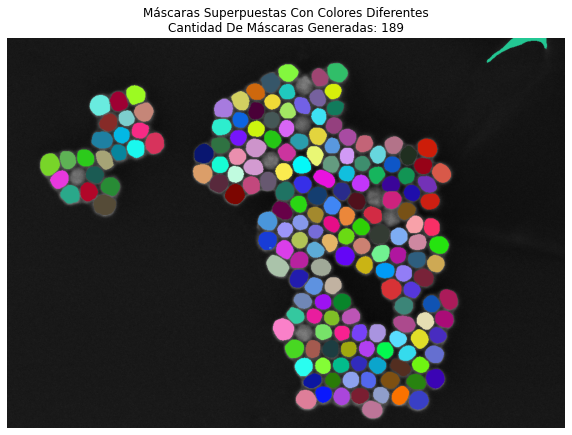 Máscaras Superpuestas Con Colores Diferentes
Cantidad De Máscaras Generadas: 189